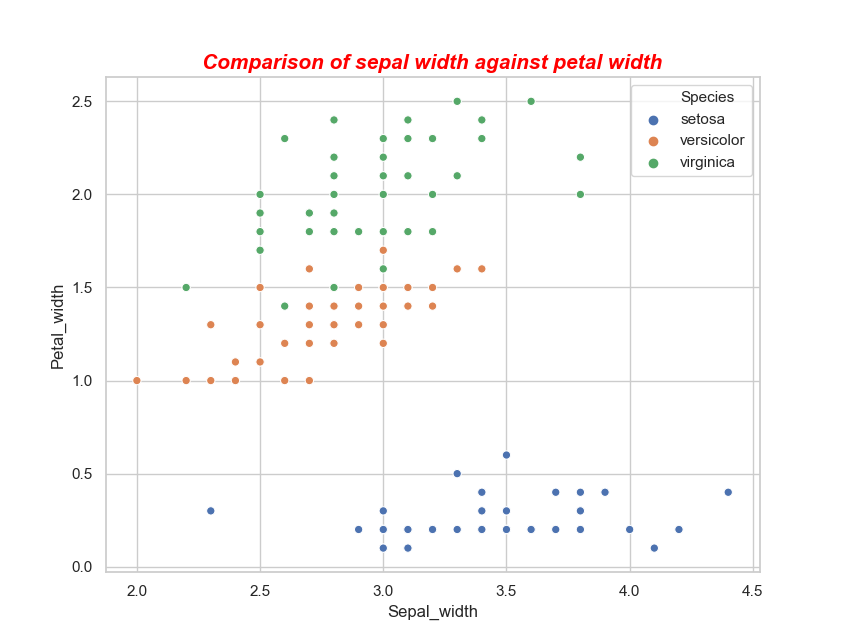 Comparison of sepal width against petal width
Species
setosa
versicolor
virginica
Petal_width
2.5
2.0
1.5
1.0
0.5
0.0
2.0 2.5 3.0 3.5 4.0 4.5
Sepal_width